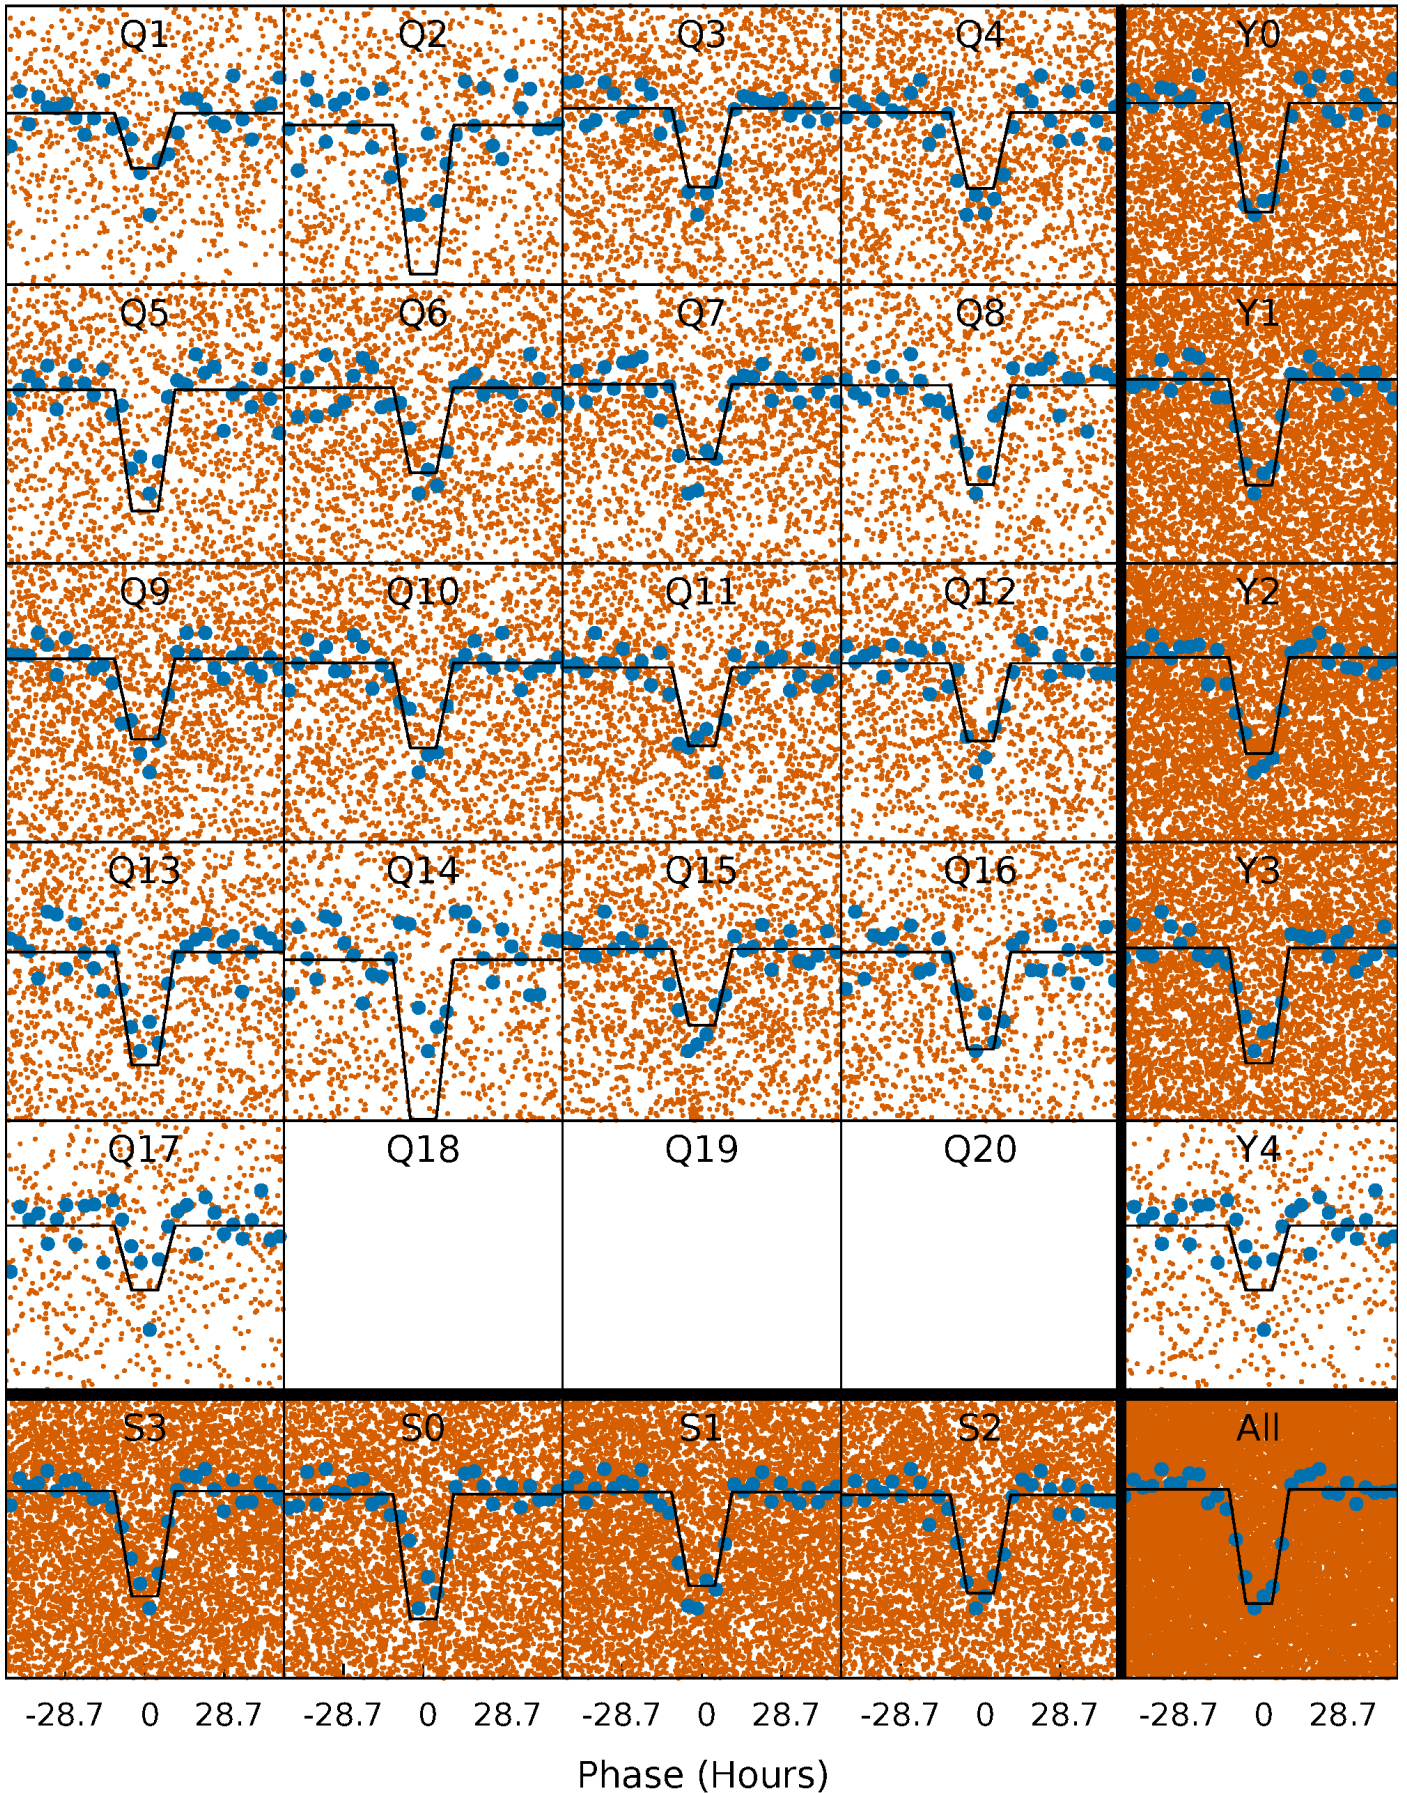 Q1 Q2 Q3 Q4 Y0
Q5 Q6 Q7 Q8 Y1
Q9 Q10 Q11 Q12 Y2
Q13 Q14 Q15 Q16 Y3
Q17 Q18 Q19 Q20 Y4
S3 S0 S1 S2 All
-28.7 0 28.7 -28.7 0 28.7 -28.7 0 28.7 -28.7 0 28.7 -28.7 0 28.7
Phase (Hours)